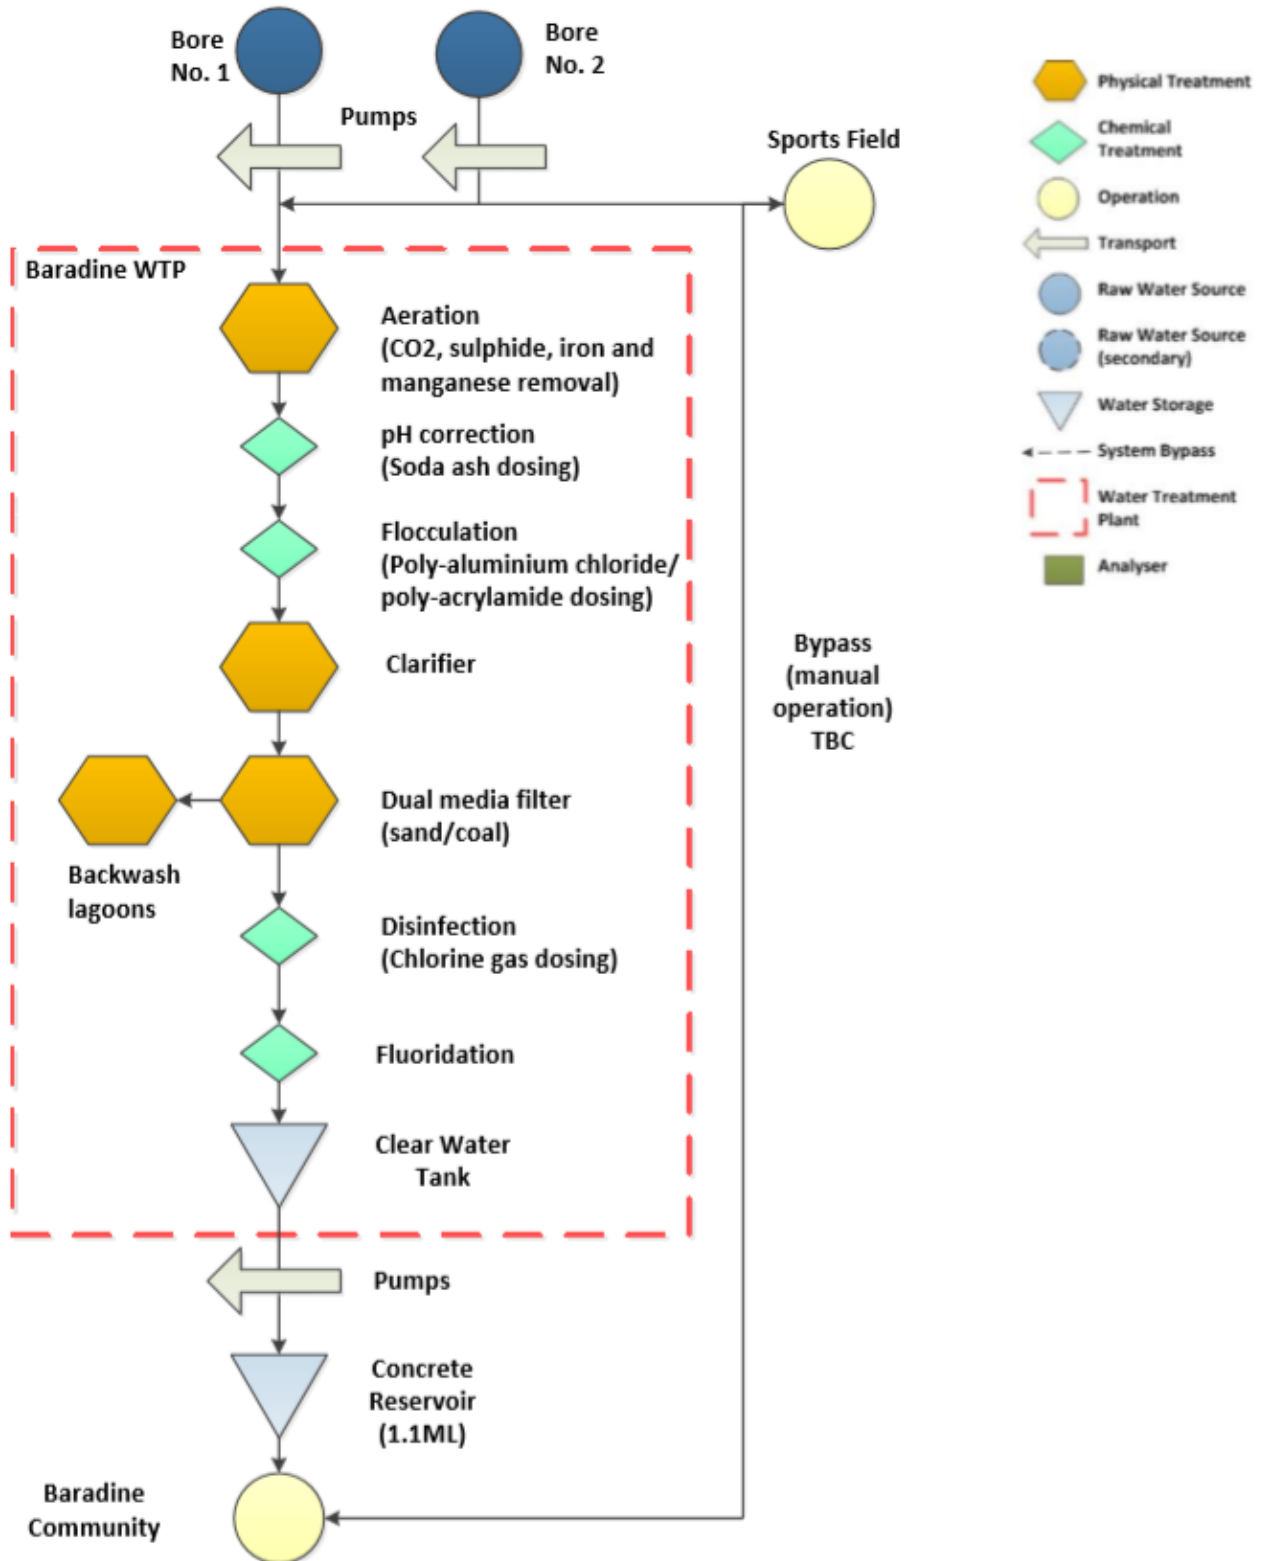 Bore
No. 1
Bore
No. 2
Pumps
Sports Field
Baradine WTP
Aeration
(CO2, sulphide, iron and
manganese removal)
pH correction
(Soda ash dosing)
Flocculation
(Poly-aluminium chloride/
poly-acrylamide dosing)
Clarifier
Dual media filter
(sand/coal)
Backwash
lagoons
Disinfection
(Chlorine gas dosing)
Fluoridation
Clear Water
Tank
Pumps
Concrete
Reservoir
(1.1ML)
Baradine
Community
Bypass
(manual
operation)
TBC
Physical Treatment
Chemical
Treatment
Operation
Transport
Raw Water Source
Raw Water Source
(secondary)
Water Storage
System Bypass
Water Treatment
Plant
Analyser